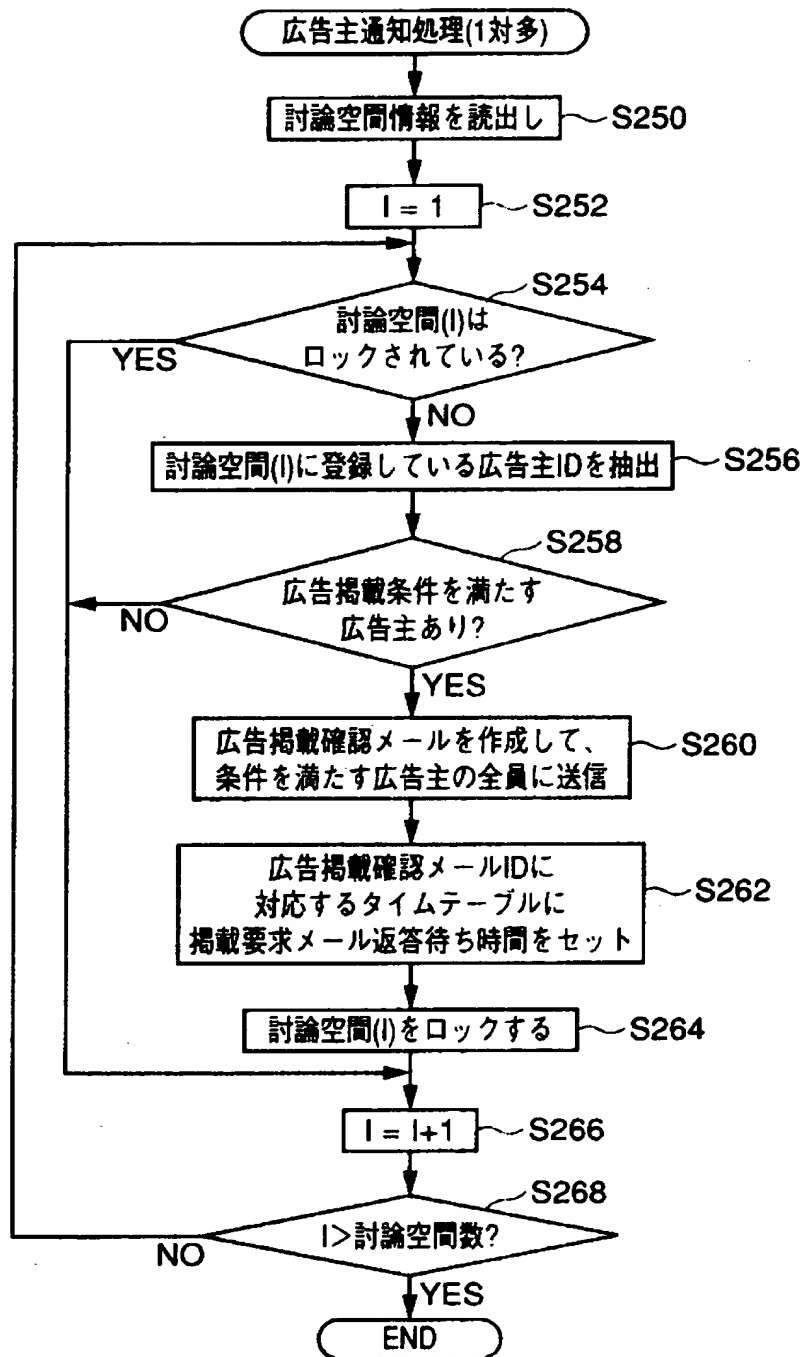 広告主通知処理(1対多)
討論空間情報を読出し
S250
I = 1
S252
S254
討論空間(I)は
ロックされている?
YES
NO
討論空間(I)に登録している広告主IDを抽出
S256
S258
広告掲載条件を満たす
広告主あり?
NO
YES
広告掲載確認メールを作成して、
条件を満たす広告主の全員に送信
S260
広告掲載確認メールIDに
対応するタイムテーブルに
掲載要求メール返答待ち時間をセット
S262
討論空間(I)をロックする
S264
I = I+1
S266
S268
I>討論空間数?
NO
YES
END